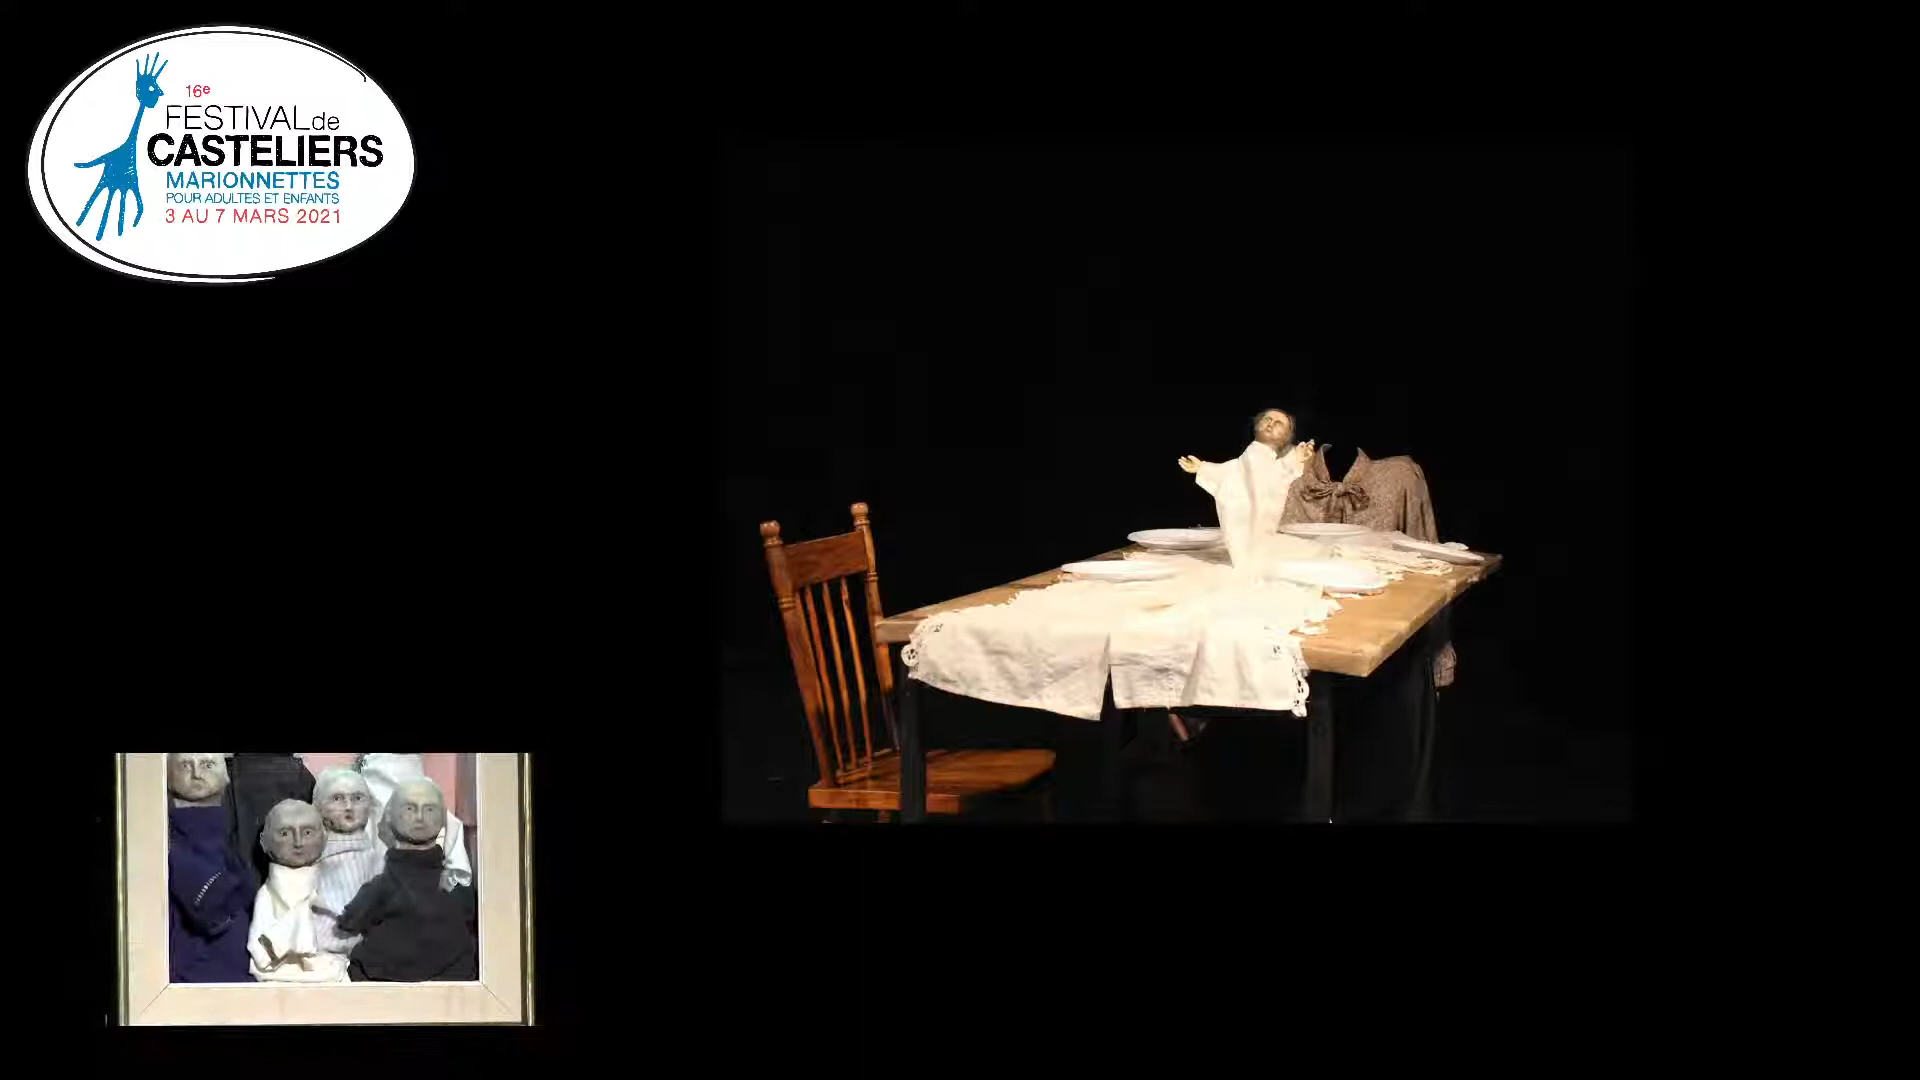 16e
FESTIVAL de
CASTELIERS
MARIONNETTES
POUR ADULTES ET ENFANTS
3 AU 7 MARS 2021